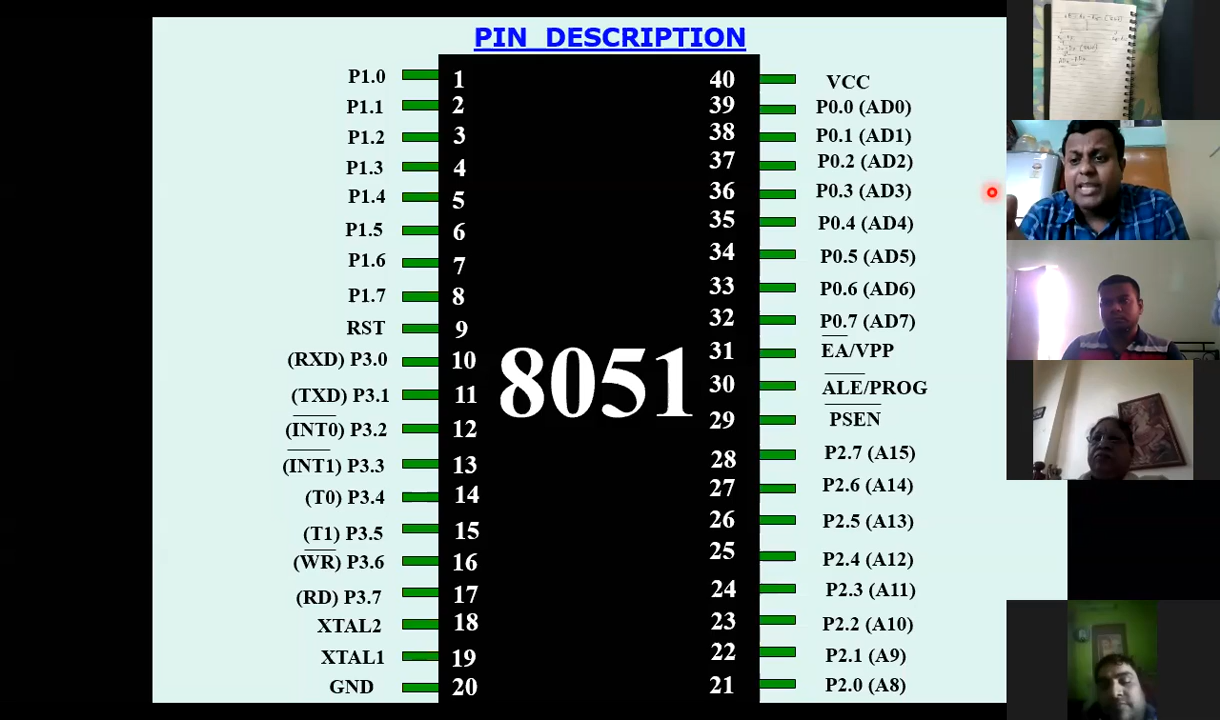 PIN DESCRIPTION
P1.0 1 40 VCC
P1.1 2 39 P0.0 (AD0)
P1.2 3 38 P0.1 (AD1)
P1.3 4 37 P0.2 (AD2)
P1.4 5 36 P0.3 (AD3)
P1.5 6 35 P0.4 (AD4)
P1.6 7 34 P0.5 (AD5)
P1.7 8 33 P0.6 (AD6)
RST 9 32 P0.7 (AD7)
(RXD) P3.0 10 31 EA/VPP
8051
(TXD) P3.1 11 30 ALE/PROG
(INT0) P3.2 12 29 PSEN
(INT1) P3.3 13 28 P2.7 (A15)
(T0) P3.4 14 27 P2.6 (A14)
(T1) P3.5 15 26 P2.5 (A13)
(WR) P3.6 16 25 P2.4 (A12)
(RD) P3.7 17 24 P2.3 (A11)
XTAL2 18 23 P2.2 (A10)
XTAL1 19 22 P2.1 (A9)
GND 20 21 P2.0 (A8)